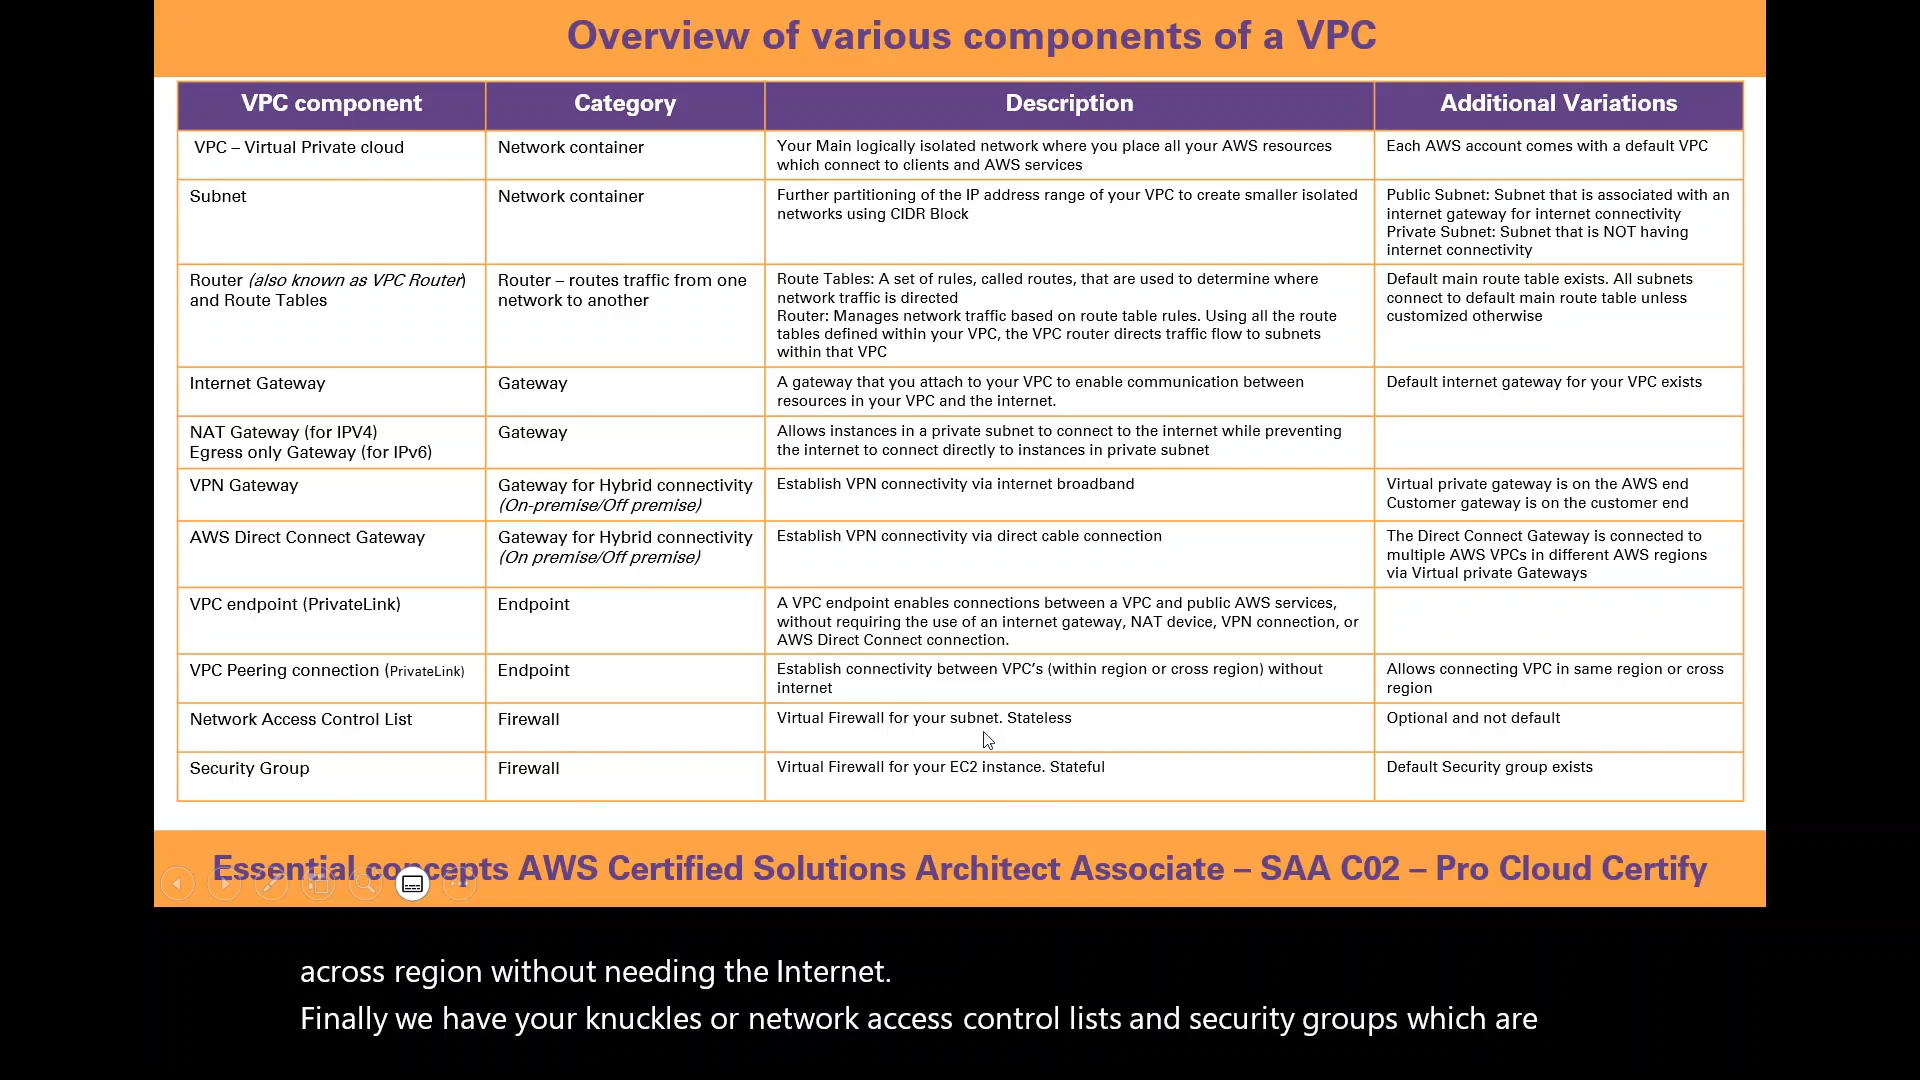 Overview of various components of a VPC
VPC component
Category
Description
Additional Variations
VPC – Virtual Private cloud
Network container
Your Main logically isolated network where you place all your AWS resources
which connect to clients and AWS services
Each AWS account comes with a default VPC
Subnet
Network container
Further partitioning of the IP address range of your VPC to create smaller isolated
networks using CIDR Block
Public Subnet: Subnet that is associated with an
internet gateway for internet connectivity
Private Subnet: Subnet that is NOT having
internet connectivity
Router (also known as VPC Router)
and Route Tables
Router – routes traffic from one
network to another
Route Tables: A set of rules, called routes, that are used to determine where
network traffic is directed
Router: Manages network traffic based on route table rules. Using all the route
tables defined within your VPC, the VPC router directs traffic flow to subnets
within that VPC
Default main route table exists. All subnets
connect to default main route table unless
customized otherwise
Internet Gateway
Gateway
A gateway that you attach to your VPC to enable communication between
resources in your VPC and the internet.
Default internet gateway for your VPC exists
NAT Gateway (for IPV4)
Egress only Gateway (for IPv6)
Gateway
Allows instances in a private subnet to connect to the internet while preventing
the internet to connect directly to instances in private subnet
VPN Gateway
Gateway for Hybrid connectivity
(On-premise/Off premise)
Establish VPN connectivity via internet broadband
Virtual private gateway is on the AWS end
Customer gateway is on the customer end
AWS Direct Connect Gateway
Gateway for Hybrid connectivity
(On premise/Off premise)
Establish VPN connectivity via direct cable connection
The Direct Connect Gateway is connected to
multiple AWS VPCs in different AWS regions
via Virtual private Gateways
VPC endpoint (PrivateLink)
Endpoint
A VPC endpoint enables connections between a VPC and public AWS services,
without requiring the use of an internet gateway, NAT device, VPN connection, or
AWS Direct Connect connection.
VPC Peering connection (PrivateLink)
Endpoint
Establish connectivity between VPC’s (within region or cross region) without
internet
Allows connecting VPC in same region or cross
region
Network Access Control List
Firewall
Virtual Firewall for your subnet. Stateless
Optional and not default
Security Group
Firewall
Virtual Firewall for your EC2 instance. Stateful
Default Security group exists
Essential concepts AWS Certified Solutions Architect Associate – SAA C02 – Pro Cloud Certify
across region without needing the Internet.
Finally we have your knuckles or network access control lists and security groups which are